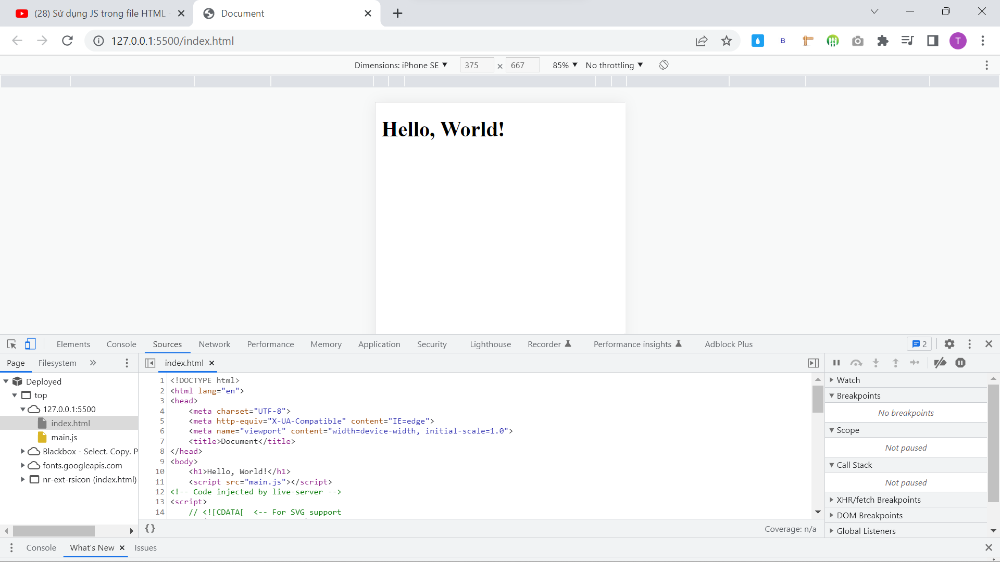 (28) Sử dụng JS trong file HTML
Document
127.0.0.1:5500/index.html
B
T
Dimensions: iPhone SE
375 × 667
85%
No throttling
Hello, World!
Elements
Console
Sources
Network
Performance
Memory
Application
Security
Lighthouse
Recorder
Performance insights
Adblock Plus
2
Page
Filesystem
Deployed
top
127.0.0.1:5500
index.html
main.js
Blackbox - Select. Copy. P
fonts.googleapis.com
nr-ext-rsicon (index.html)
index.html
1 <!DOCTYPE html>
2 <html lang="en">
3 <head>
4 <meta charset="UTF-8">
5 <meta http-equiv="X-UA-Compatible" content="IE=edge">
6 <meta name="viewport" content="width=device-width, initial-scale=1.0">
7 <title>Document</title>
8 </head>
9 <body>
10 <h1>Hello, World!</h1>
11 <script src="main.js"></script>
12 <!-- Code injected by live-server -->
13 <script>
14 // <![CDATA[ <-- For SVG support
{}
Coverage: n/a
Watch
Breakpoints
No breakpoints
Scope
Not paused
Call Stack
Not paused
XHR/fetch Breakpoints
DOM Breakpoints
Global Listeners
Console
What's New
Issues